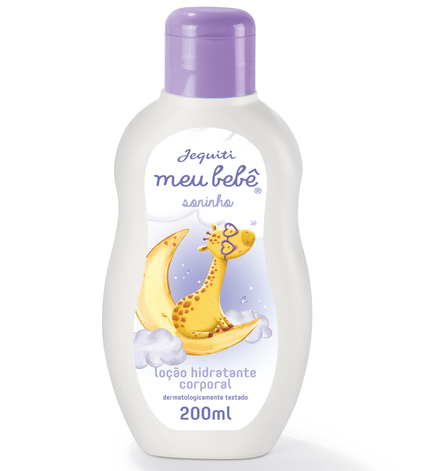 Jequiti
meu bebê®
soninho
loção hidratante
corporal
dermatologicamente testado
200ml